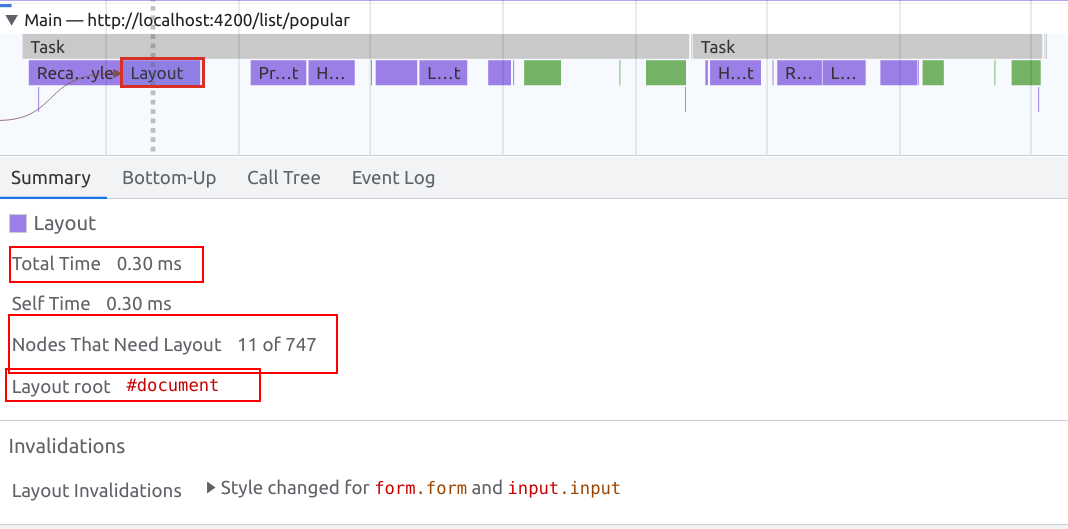 ▼ Main — http://localhost:4200/list/popular
Task Task
Reca...yle Layout Pr...t H... L...t H...t R... L...
Summary Bottom-Up Call Tree Event Log
Layout
Total Time 0.30 ms
Self Time 0.30 ms
Nodes That Need Layout 11 of 747
Layout root #document
Invalidations
Layout Invalidations ▶ Style changed for form.form and input.input